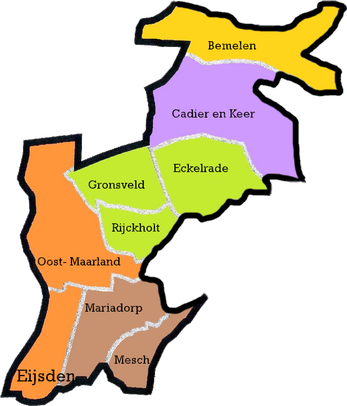 Bemelen
Cadier en Keer
Eckelrade
Gronsveld
Rijckholt
Oost- Maarland
Mariadorp
Mesch
Eijsden